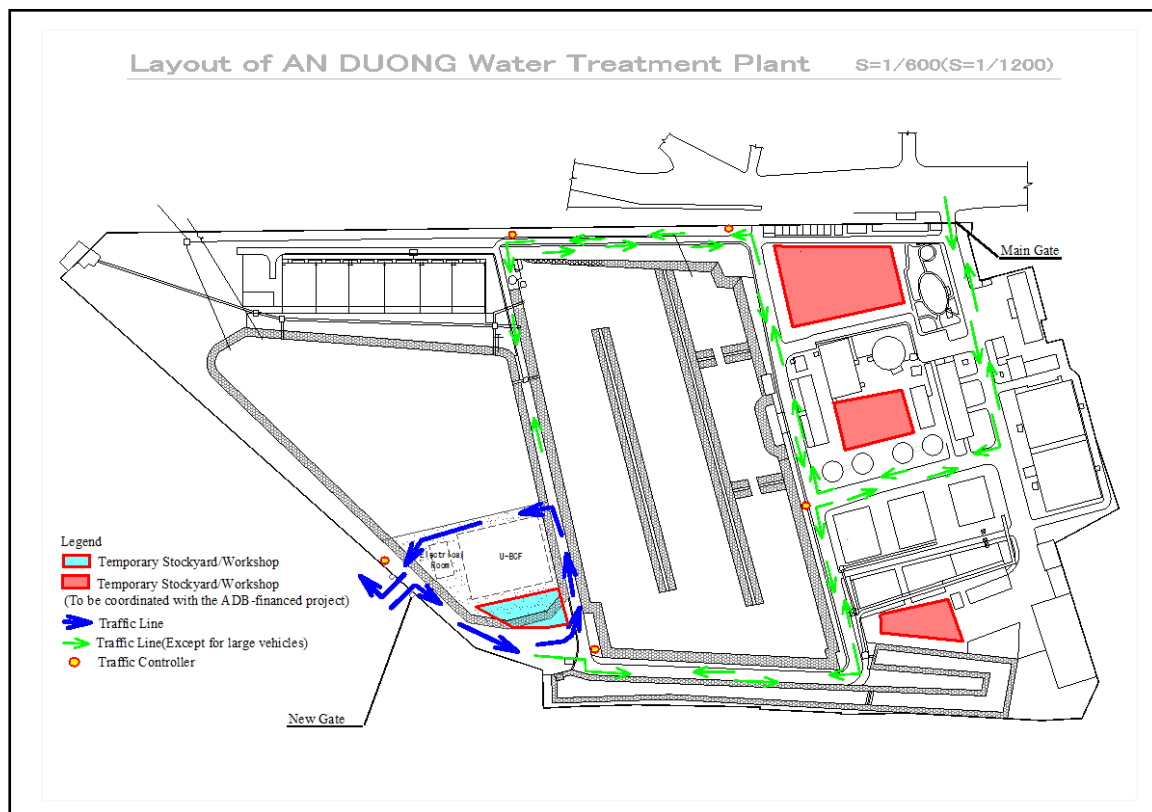 Layout of AN DUONG Water Treatment Plant S=1/600(S=1/1200)
Main Gate
Electrical
Room
U-BCF
Legend
Temporary Stockyard/Workshop
Temporary Stockyard/Workshop
(To be coordinated with the ADB-financed project)
Traffic Line
Traffic Line(Except for large vehicles)
Traffic Controller
New Gate